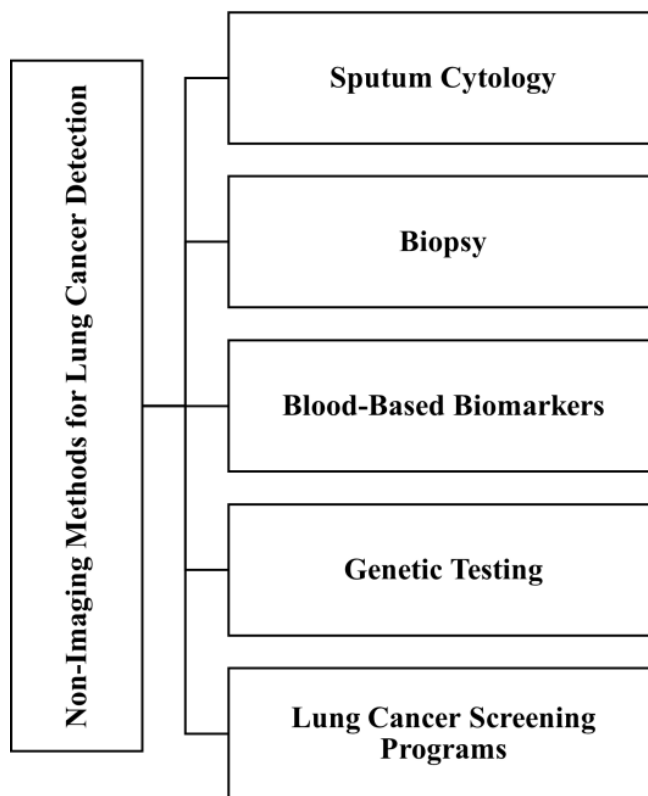 Non-Imaging Methods for Lung Cancer Detection
Sputum Cytology
Biopsy
Blood-Based Biomarkers
Genetic Testing
Lung Cancer Screening
Programs